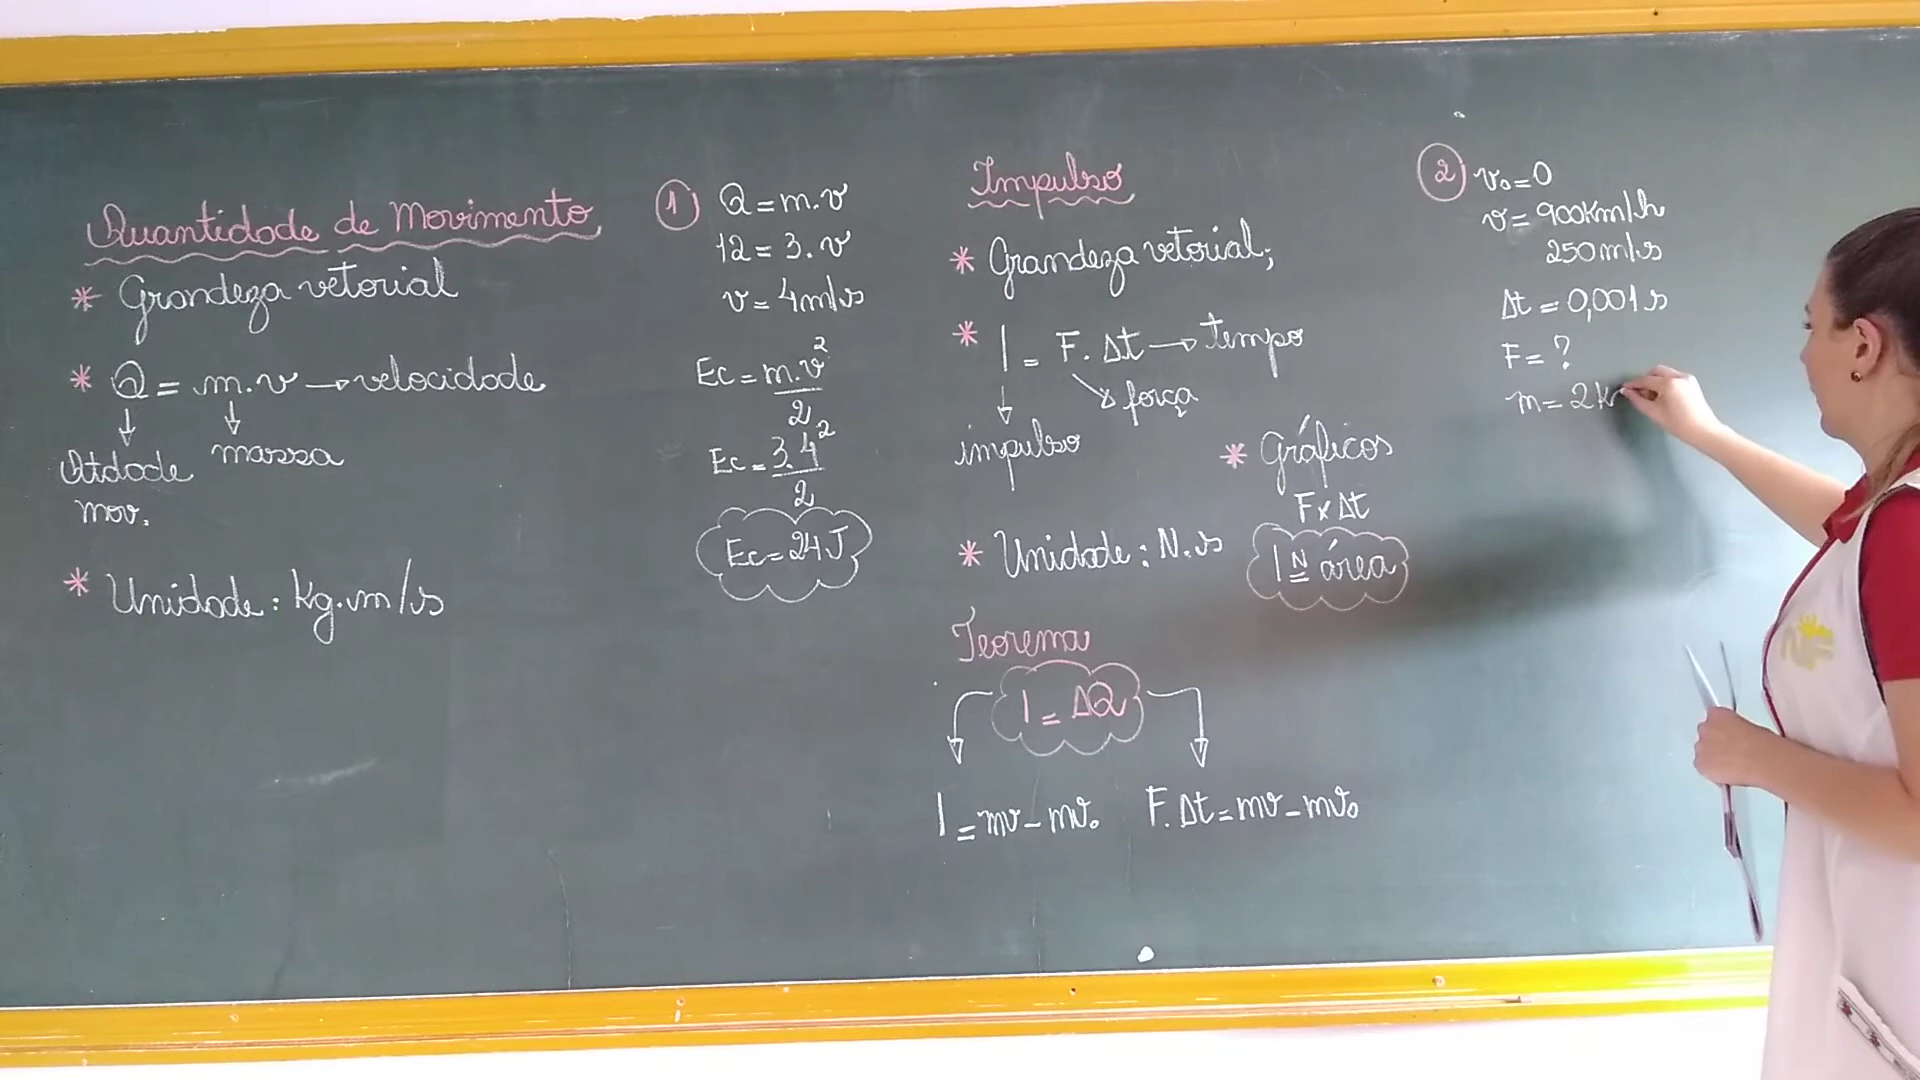 Quantidade de Movimento
* Grandeza vetorial
* Q = m.v → velocidade
↓ ↓
Qtdade massa
mov.
* Unidade: kg.m/s
1 Q = m.v
12 = 3.v
v = 4m/s
Ec = m.v²
2
Ec = 3.4²
2
Ec = 24J
Impulso
* Grandeza vetorial;
* I = F.Δt → tempo
↓ ↘ força
impulso
* Gráficos
F x Δt
* Unidade: N.s
I N= área
Teorema
I = ΔQ
I = mv - mv₀ F.Δt = mv - mv₀
2 v₀ = 0
v = 900km/h
250m/s
Δt = 0,001s
F = ?
m = 2k